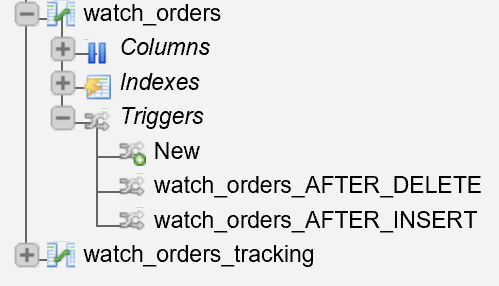 watch_orders
Columns
Indexes
Triggers
New
watch_orders_AFTER_DELETE
watch_orders_AFTER_INSERT
watch_orders_tracking